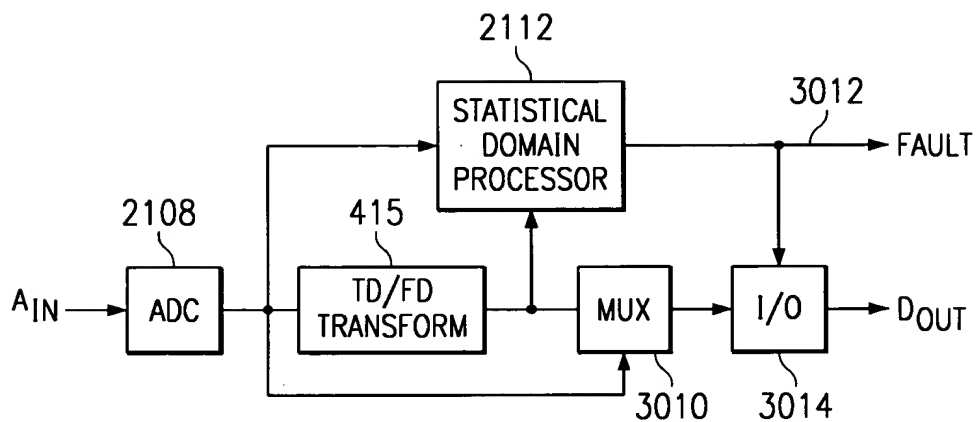 2112
STATISTICAL
DOMAIN
PROCESSOR
3012
FAULT
2108
415
A_IN
ADC
TD/FD
TRANSFORM
MUX
I/O
D_OUT
3010
3014